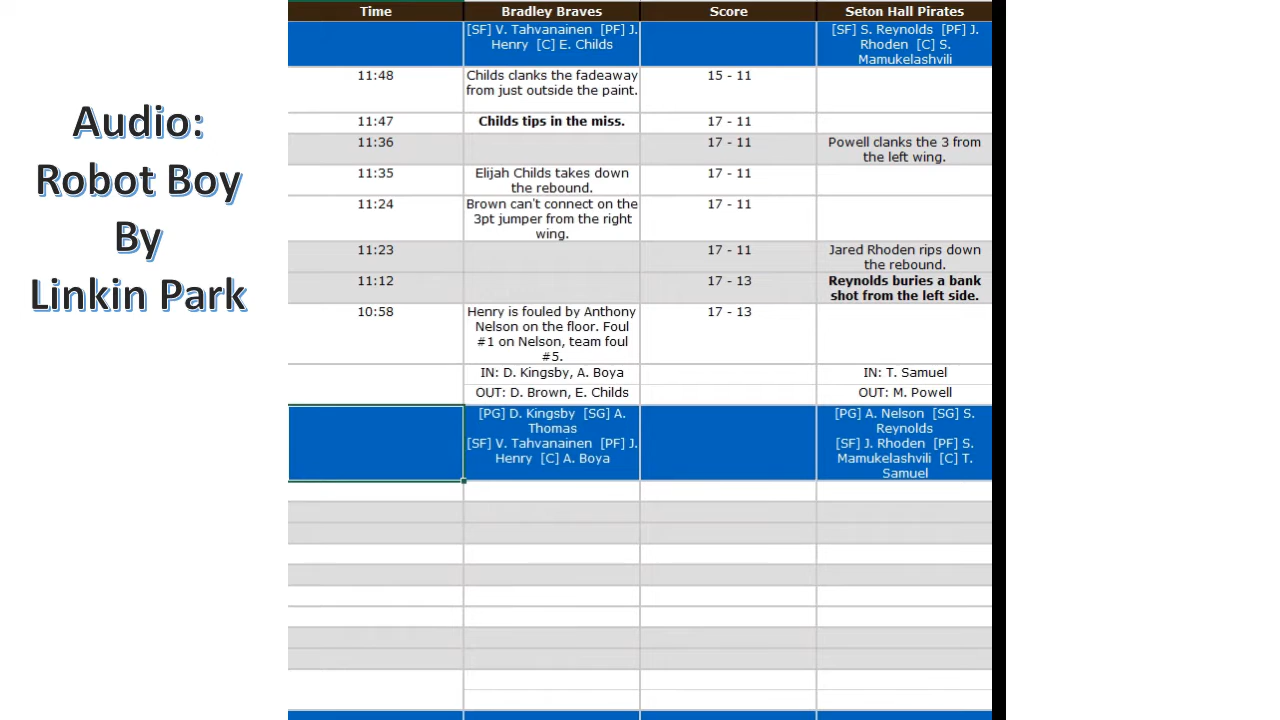 Audio:
Robot Boy
By
Linkin Park
Time Bradley Braves Score Seton Hall Pirates
[SF] V. Tahvanainen [PF] J.
Henry [C] E. Childs
[SF] S. Reynolds [PF] J.
Rhoden [C] S.
Mamukelashvili
11:48
Childs clanks the fadeaway
from just outside the paint.
15 - 11
11:47 Childs tips in the miss. 17 - 11
11:36
17 - 11
Powell clanks the 3 from
the left wing.
11:35
Elijah Childs takes down
the rebound.
17 - 11
11:24
Brown can't connect on the
3pt jumper from the right
wing.
17 - 11
11:23
17 - 11
Jared Rhoden rips down
the rebound.
11:12
17 - 13
Reynolds buries a bank
shot from the left side.
10:58
Henry is fouled by Anthony
Nelson on the floor. Foul
#1 on Nelson, team foul
#5.
17 - 13
IN: D. Kingsby, A. Boya IN: T. Samuel
OUT: D. Brown, E. Childs OUT: M. Powell
[PG] D. Kingsby [SG] A.
Thomas
[SF] V. Tahvanainen [PF] J.
Henry [C] A. Boya
[PG] A. Nelson [SG] S.
Reynolds
[SF] J. Rhoden [PF] S.
Mamukelashvili [C] T.
Samuel